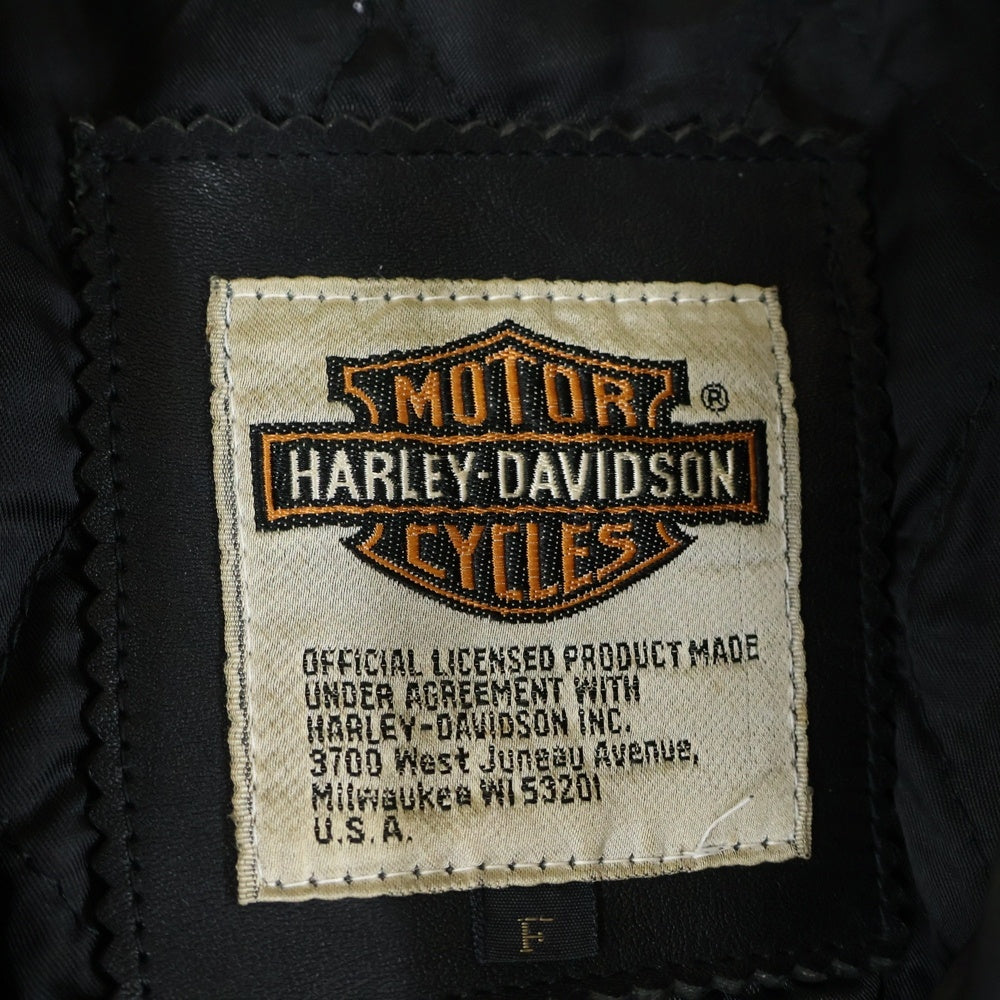 MOTOR
®
HARLEY-DAVIDSON
CYCLES
OFFICIAL LICENSED PRODUCT MADE
UNDER AGREEMENT WITH
HARLEY-DAVIDSON INC.
3700 West Juneau Avenue,
Milwaukee WI 53201
U.S.A.
F